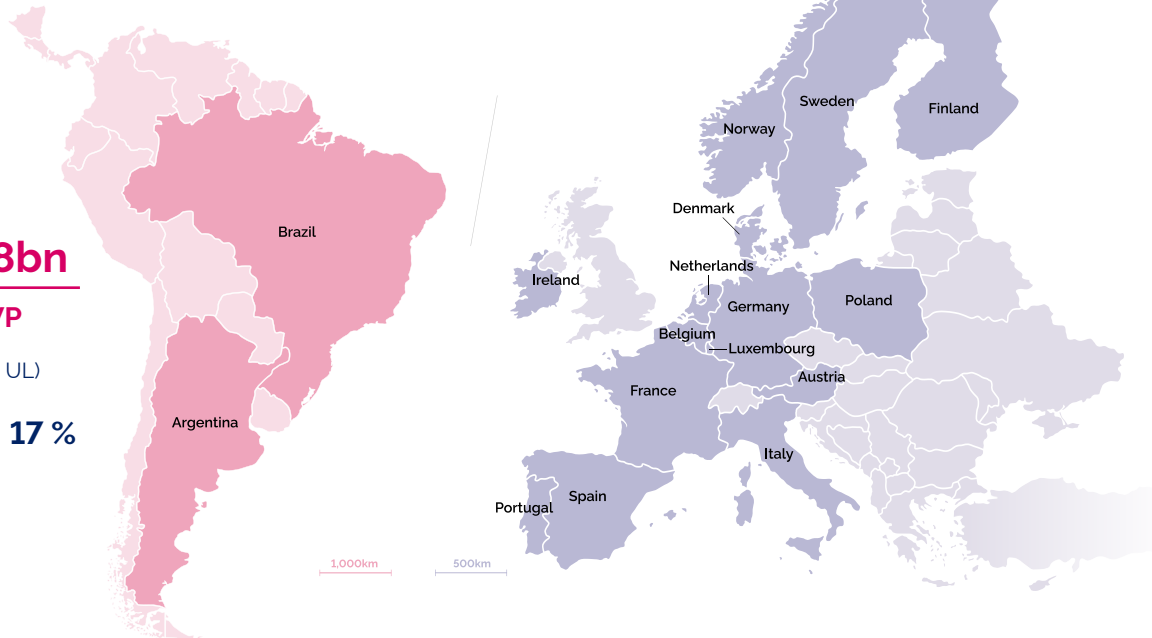 8bn
VP
UL)
17 %
Brazil
Argentina
1,000km
500km
Sweden
Finland
Norway
Denmark
Netherlands
Ireland
Germany
Poland
Belgium
Luxembourg
Austria
France
Italy
Spain
Portugal